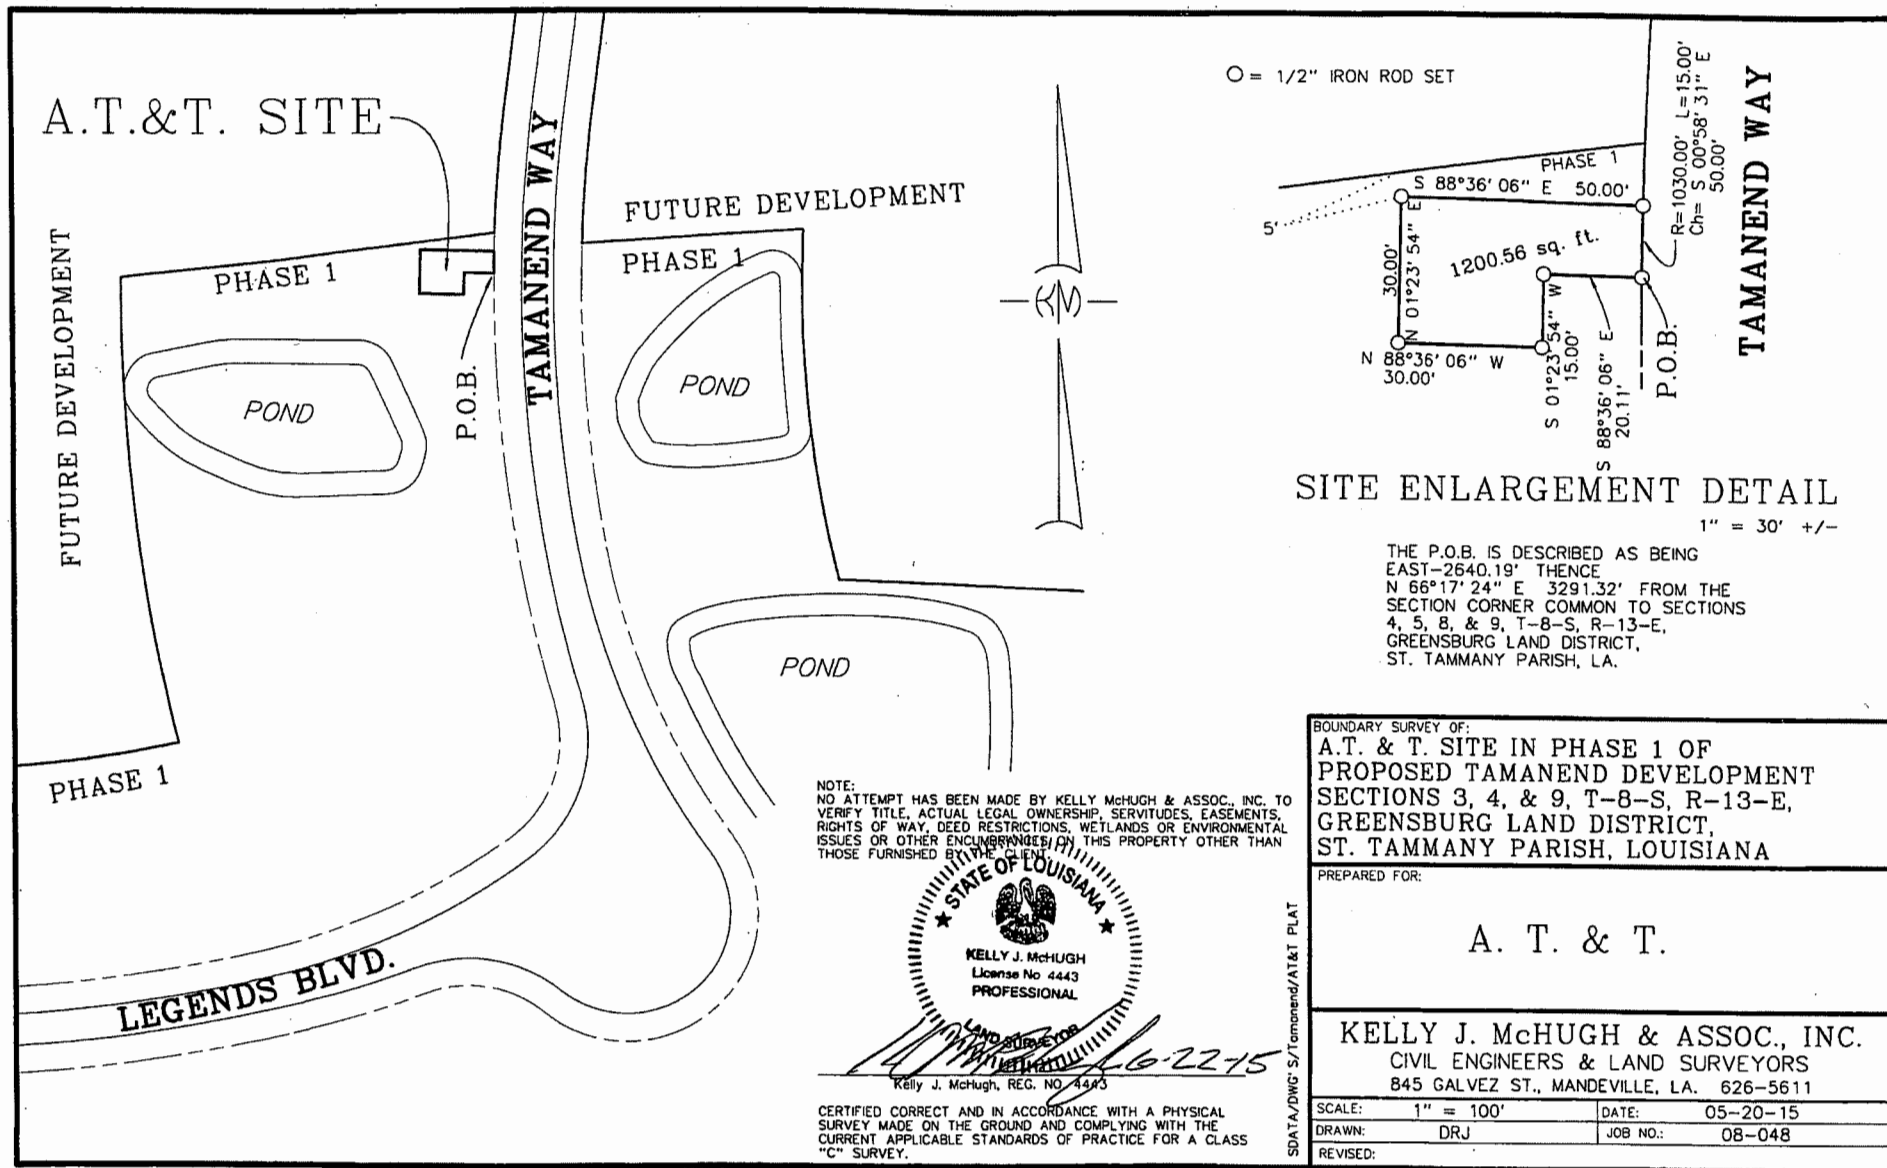 A.T.&T. SITE
FUTURE DEVELOPMENT
PHASE 1
TAMANEND WAY
FUTURE DEVELOPMENT
PHASE 1
P.O.B.
POND
POND
POND
PHASE 1
LEGENDS BLVD.
KM
O = 1/2" IRON ROD SET
PHASE 1
S 88°36'06" E 50.00'
5'
R=1030.00' L=15.00'
Ch= S 00°58'31" E
50.00'
TAMANEND WAY
1200.56 sq. ft.
30.00'
N 01°23'54" E
N 88°36'06" W
30.00'
S 01°23'54" W
15.00'
S 88°36'06" E
20.11'
P.O.B.
SITE ENLARGEMENT DETAIL
1" = 30' +/-
THE P.O.B. IS DESCRIBED AS BEING
EAST-2640.19' THENCE
N 66°17'24" E 3291.32' FROM THE
SECTION CORNER COMMON TO SECTIONS
4, 5, 8, & 9, T-8-S, R-13-E,
GREENSBURG LAND DISTRICT,
ST. TAMMANY PARISH, LA.
NOTE:
NO ATTEMPT HAS BEEN MADE BY KELLY McHUGH & ASSOC., INC. TO
VERIFY TITLE, ACTUAL LEGAL OWNERSHIP, SERVITUDES, EASEMENTS,
RIGHTS OF WAY, DEED RESTRICTIONS, WETLANDS OR ENVIRONMENTAL
ISSUES OR OTHER ENCUMBRANCES ON THIS PROPERTY OTHER THAN
THOSE FURNISHED BY THE CLIENT.
STATE OF LOUISIANA
KELLY J. McHUGH
License No 4443
PROFESSIONAL
LAND SURVEYOR
6-22-15
Kelly J. McHugh, REG. NO. 4443
CERTIFIED CORRECT AND IN ACCORDANCE WITH A PHYSICAL
SURVEY MADE ON THE GROUND AND COMPLYING WITH THE
CURRENT APPLICABLE STANDARDS OF PRACTICE FOR A CLASS
"C" SURVEY.
SDATA/DWG'S/Tamanend/AT&T PLAT
BOUNDARY SURVEY OF:
A.T. & T. SITE IN PHASE 1 OF
PROPOSED TAMANEND DEVELOPMENT
SECTIONS 3, 4, & 9, T-8-S, R-13-E,
GREENSBURG LAND DISTRICT,
ST. TAMMANY PARISH, LOUISIANA
PREPARED FOR:
A. T. & T.
KELLY J. McHUGH & ASSOC., INC.
CIVIL ENGINEERS & LAND SURVEYORS
845 GALVEZ ST., MANDEVILLE, LA. 626-5611
SCALE: 1" = 100' DATE: 05-20-15
DRAWN: DRJ JOB NO.: 08-048
REVISED: